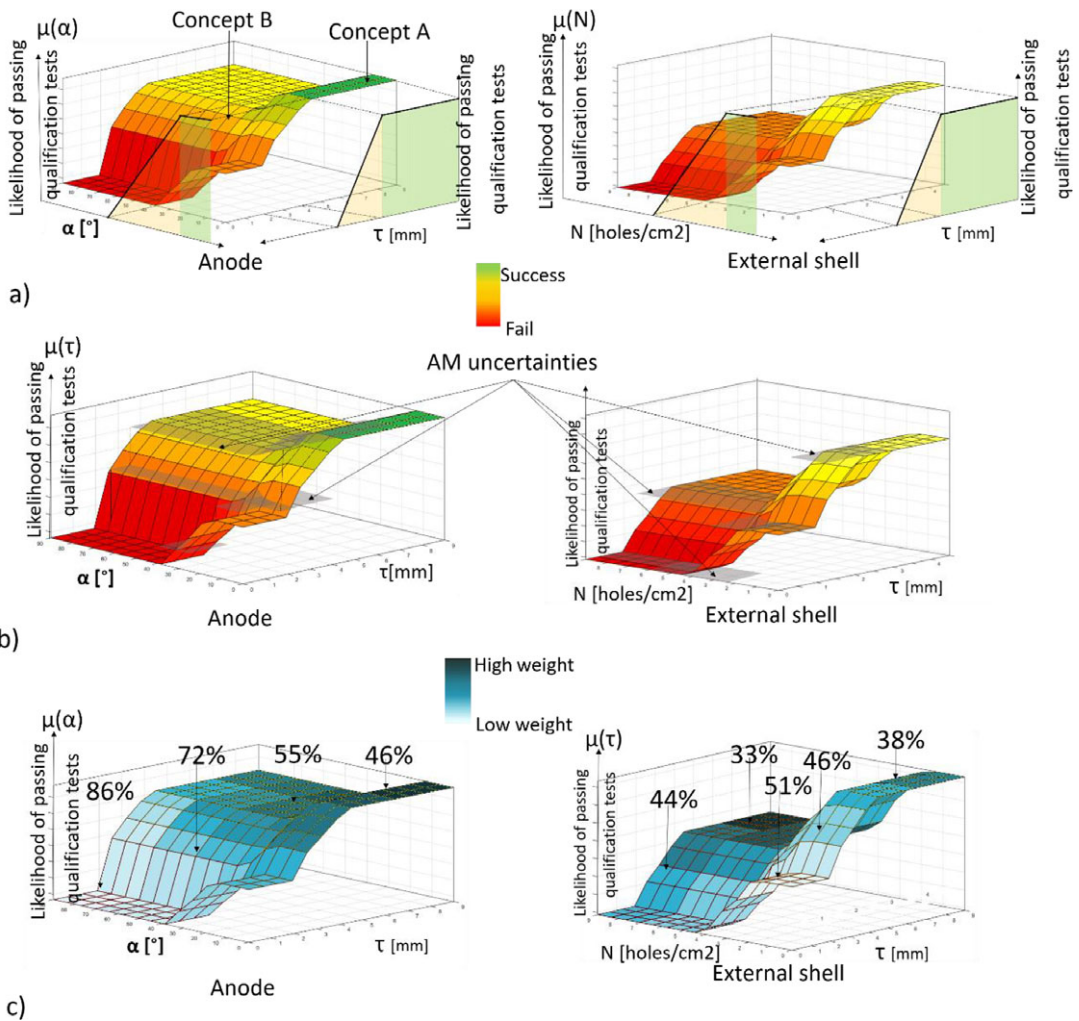 Concept B
Concept A
μ(α)
μ(N)
Likelihood of passing
qualification tests
Likelihood of passing
qualification tests
Likelihood of passing
qualification tests
Likelihood of passing
qualification tests
α [°]
τ [mm]
N [holes/cm2]
τ [mm]
Anode
External shell
Success
Fail
a)
μ(τ)
AM uncertainties
Likelihood of passing
qualification tests
Likelihood of passing
qualification tests
α [°]
τ[mm]
N [holes/cm2]
τ [mm]
Anode
External shell
b)
High weight
Low weight
μ(α)
μ(τ)
72%
55%
46%
86%
33%
51%
46%
38%
44%
Likelihood of passing
qualification tests
Likelihood of passing
qualification tests
α [°]
τ [mm]
N [holes/cm2]
τ [mm]
Anode
External shell
c)